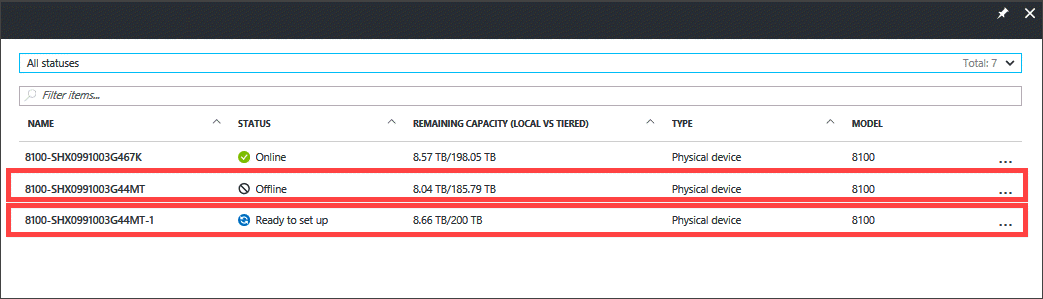 All statuses Total: 7
Filter items...
NAME STATUS REMAINING CAPACITY (LOCAL VS TIERED) TYPE MODEL
8100-SHX0991003G467K Online 8.57 TB/198.05 TB Physical device 8100 ...
8100-SHX0991003G44MT Offline 8.04 TB/185.79 TB Physical device 8100 ...
8100-SHX0991003G44MT-1 Ready to set up 8.66 TB/200 TB Physical device 8100 ...